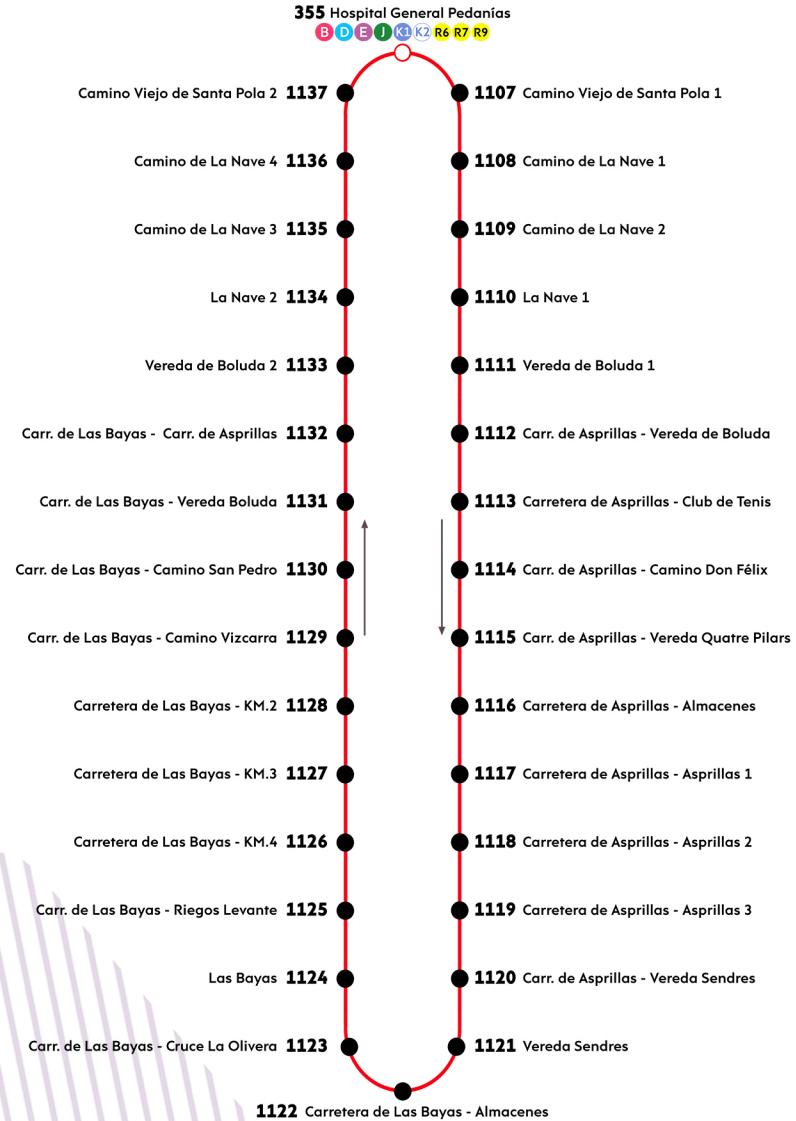 355 Hospital General Pedanías
B D E J K1 K2 R6 R7 R9
Camino Viejo de Santa Pola 2 1137
1107 Camino Viejo de Santa Pola 1
Camino de La Nave 4 1136
1108 Camino de La Nave 1
Camino de La Nave 3 1135
1109 Camino de La Nave 2
La Nave 2 1134
1110 La Nave 1
Vereda de Boluda 2 1133
1111 Vereda de Boluda 1
Carr. de Las Bayas - Carr. de Asprillas 1132
1112 Carr. de Asprillas - Vereda de Boluda
Carr. de Las Bayas - Vereda Boluda 1131
1113 Carretera de Asprillas - Club de Tenis
Carr. de Las Bayas - Camino San Pedro 1130
1114 Carr. de Asprillas - Camino Don Félix
Carr. de Las Bayas - Camino Vizcarra 1129
1115 Carr. de Asprillas - Vereda Quatre Pilars
Carretera de Las Bayas - KM.2 1128
1116 Carretera de Asprillas - Almacenes
Carretera de Las Bayas - KM.3 1127
1117 Carretera de Asprillas - Asprillas 1
Carretera de Las Bayas - KM.4 1126
1118 Carretera de Asprillas - Asprillas 2
Carr. de Las Bayas - Riegos Levante 1125
1119 Carretera de Asprillas - Asprillas 3
Las Bayas 1124
1120 Carr. de Asprillas - Vereda Sendres
Carr. de Las Bayas - Cruce La Olivera 1123
1121 Vereda Sendres
1122 Carretera de Las Bayas - Almacenes